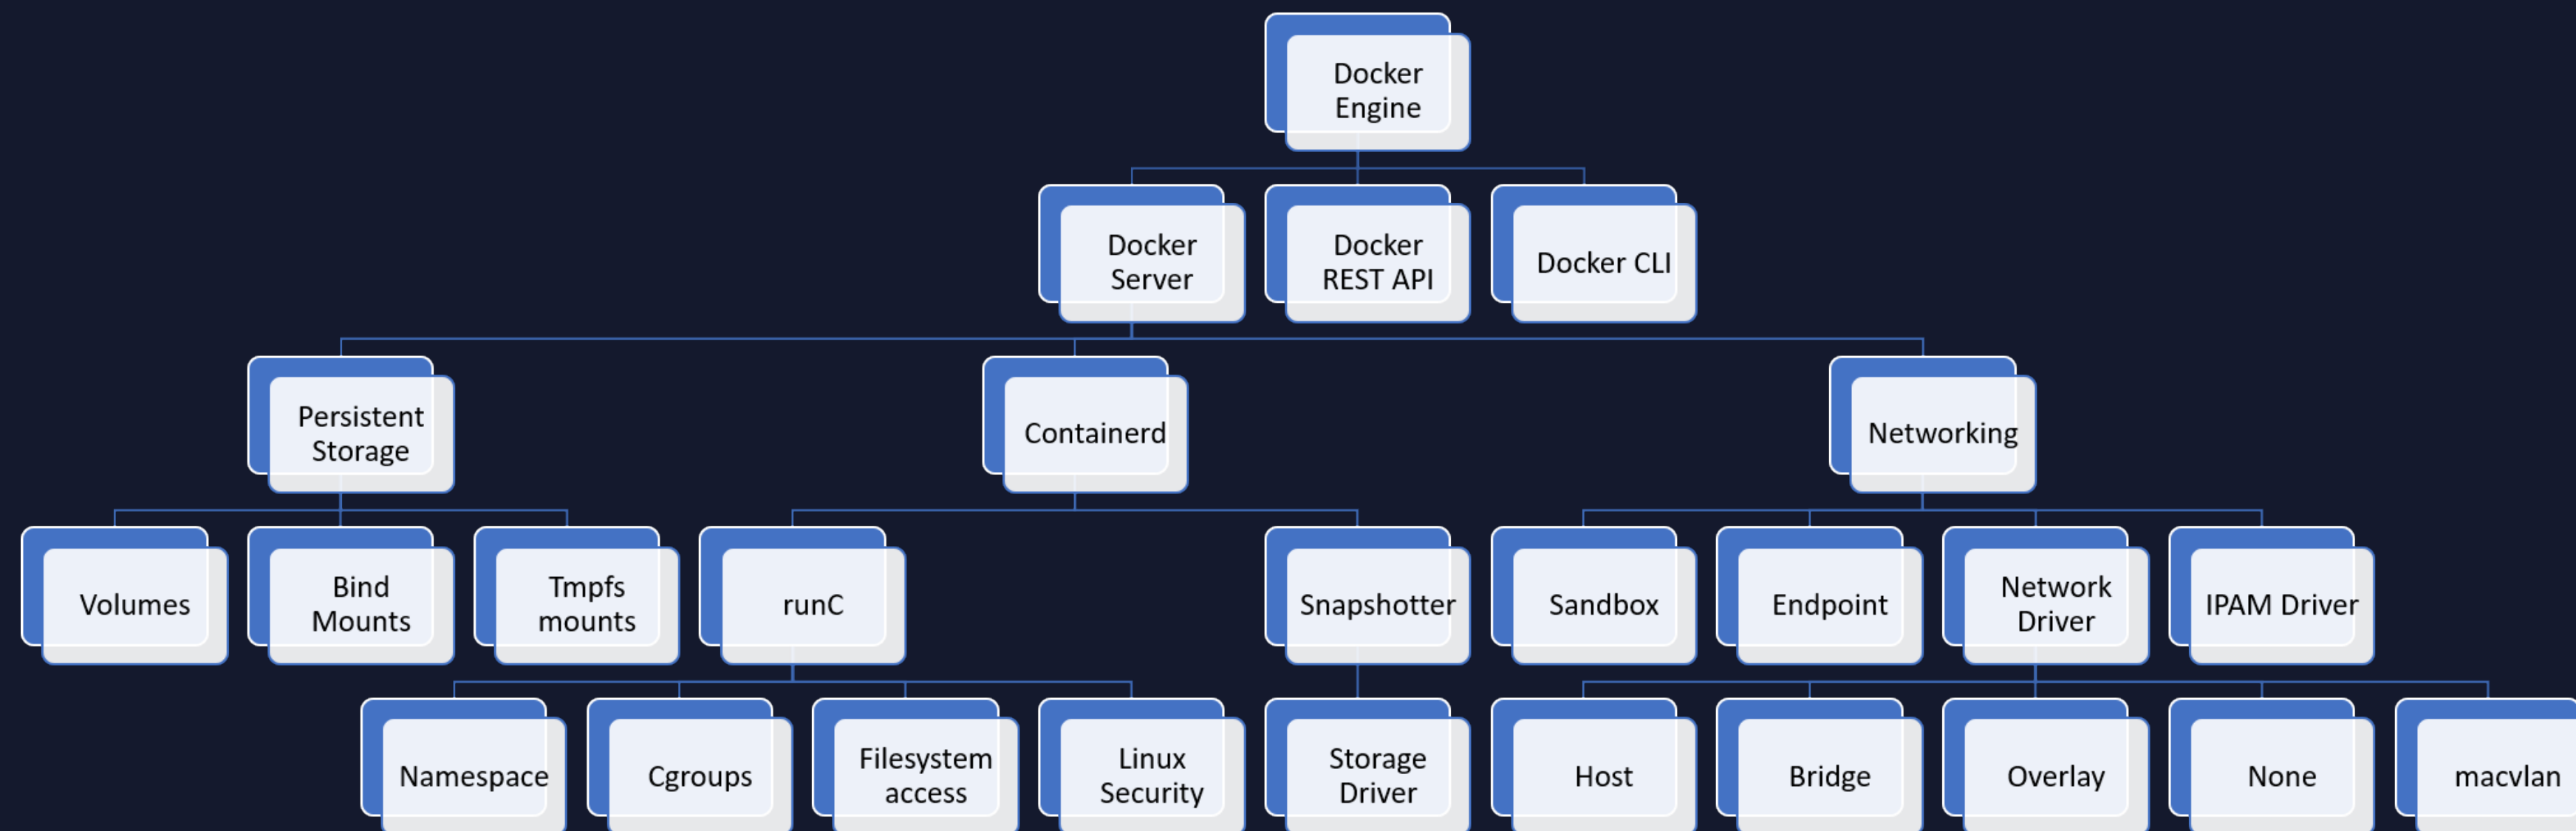 Docker
Engine
Docker
Server
Docker
REST API
Docker CLI
Persistent
Storage
Containerd
Networking
Volumes
Bind
Mounts
Tmpfs
mounts
runC
Snapshotter
Sandbox
Endpoint
Network
Driver
IPAM Driver
Namespace
Cgroups
Filesystem
access
Linux
Security
Storage
Driver
Host
Bridge
Overlay
None
macvlan